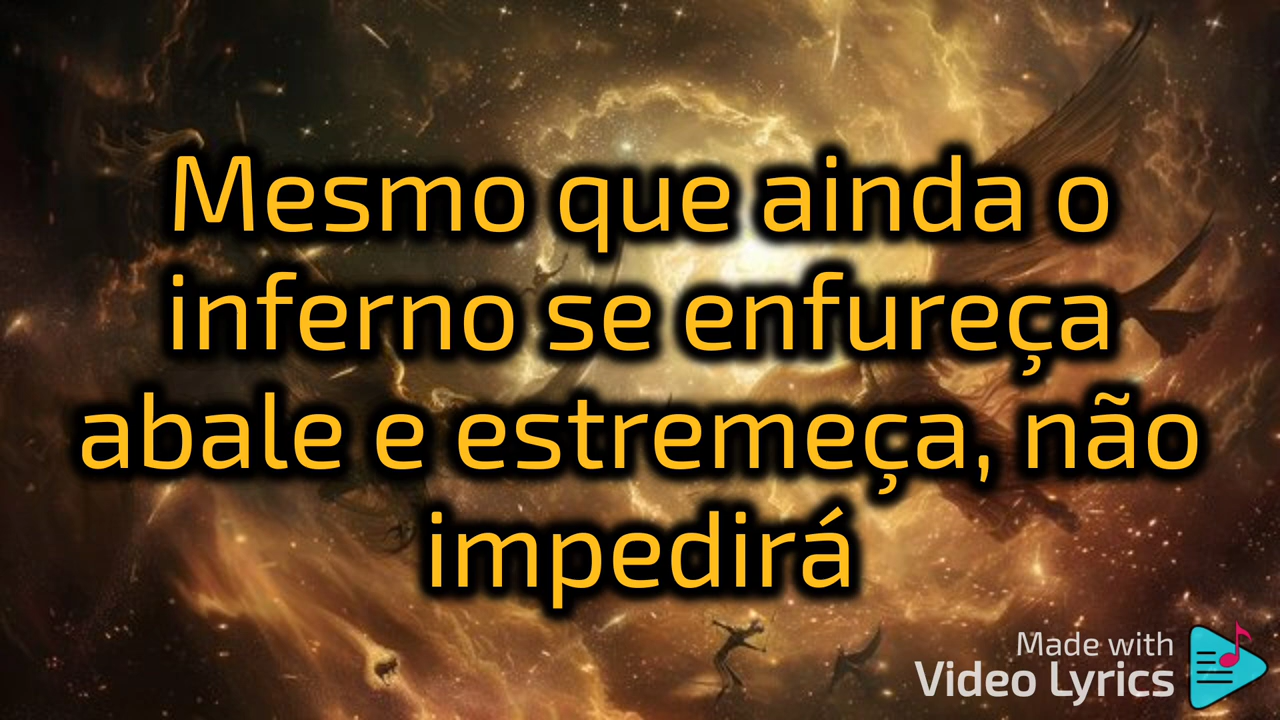 Mesmo que ainda o
inferno se enfureça
abale e estremeça, não
impedirá
Made with
Video Lyrics